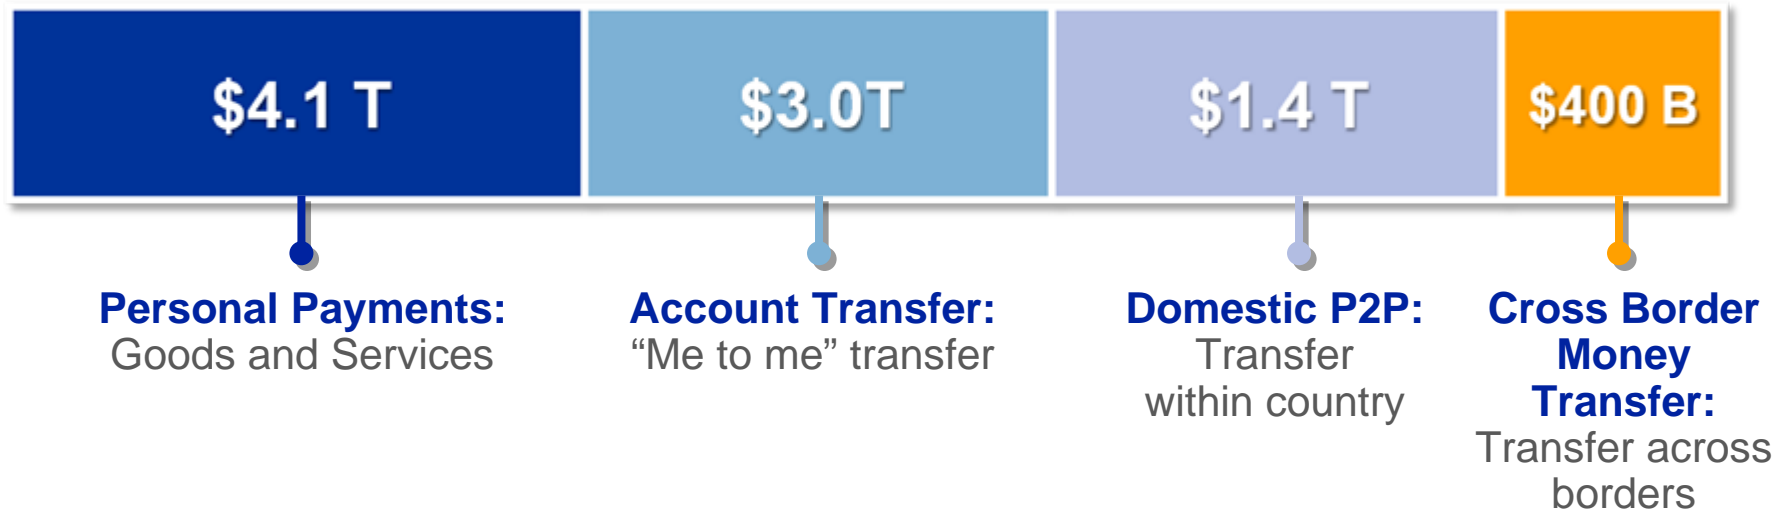 $4.1 T
$3.0T
$1.4 T
$400 B
Personal Payments:
Goods and Services
Account Transfer:
“Me to me” transfer
Domestic P2P:
Transfer
within country
Cross Border
Money
Transfer:
Transfer across
borders